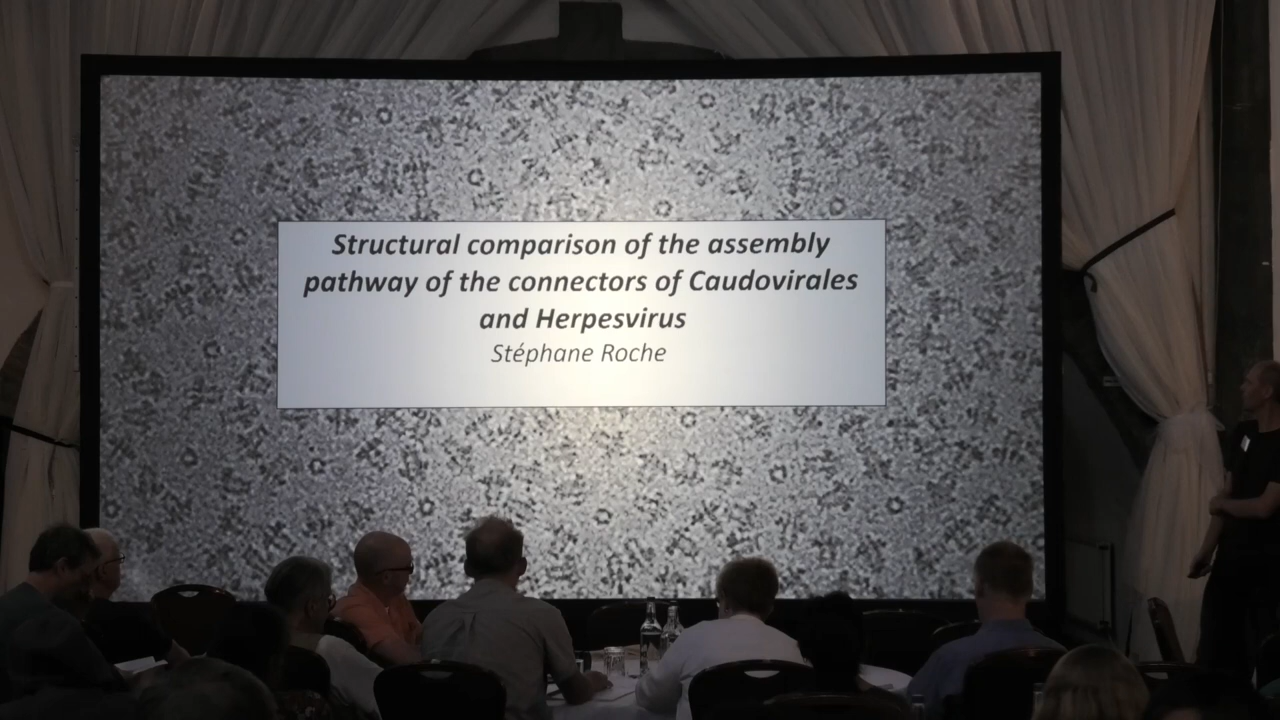 Structural comparison of the assembly
pathway of the connectors of Caudovirales
and Herpesvirus
Stéphane Roche